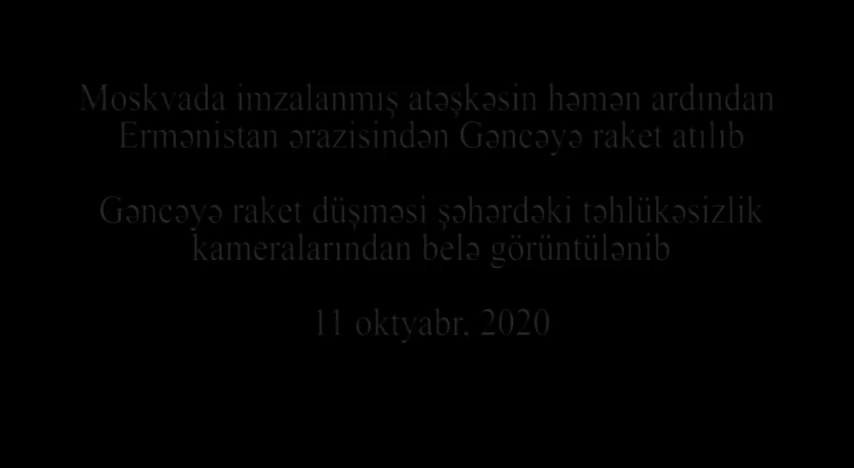 Moskvada imzalanmış atəşkəsin həmən ardından
Ermənistan ərazisindən Gəncəyə raket atılıb
Gəncəyə raket düşməsi şəhərdəki təhlükəsizlik
kameralarından belə görüntülənib
11 oktyabr, 2020